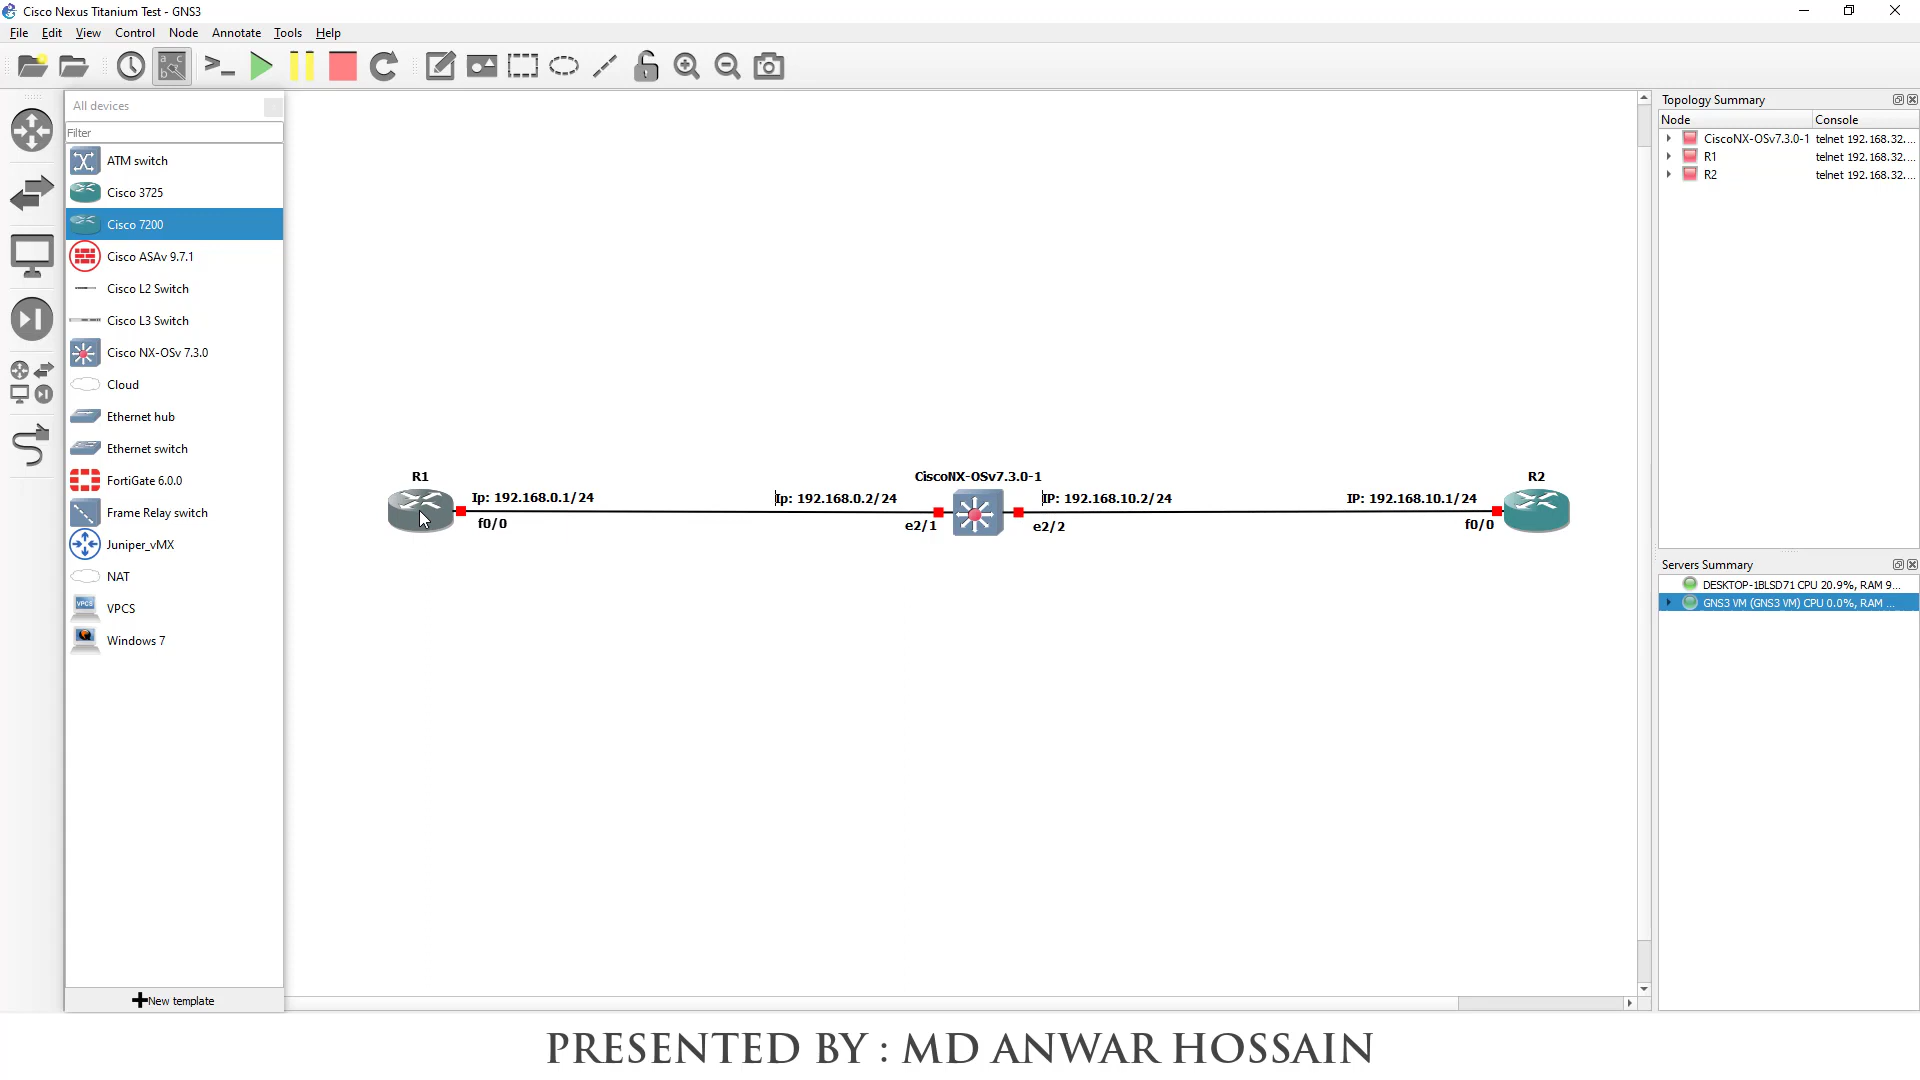 Cisco Nexus Titanium Test - GNS3
File Edit View Control Node Annotate Tools Help
All devices
Filter
ATM switch
Cisco 3725
Cisco 7200
Cisco ASAv 9.7.1
Cisco L2 Switch
Cisco L3 Switch
Cisco NX-OSv 7.3.0
Cloud
Ethernet hub
Ethernet switch
FortiGate 6.0.0
Frame Relay switch
Juniper_vMX
NAT
VPCS
VPCS
Windows 7
New template
R1
Ip: 192.168.0.1/24
f0/0
Ip: 192.168.0.2/24
e2/1
CiscoNX-OSv7.3.0-1
IP: 192.168.10.2/24
e2/2
IP: 192.168.10.1/24
f0/0
R2
Topology Summary
Node Console
CiscoNX-OSv7.3.0-1 telnet 192.168.32....
R1 telnet 192.168.32....
R2 telnet 192.168.32....
Servers Summary
DESKTOP-1BLSD71 CPU 20.9%, RAM 9...
GNS3 VM (GNS3 VM) CPU 0.0%, RAM ...
PRESENTED BY : MD ANWAR HOSSAIN